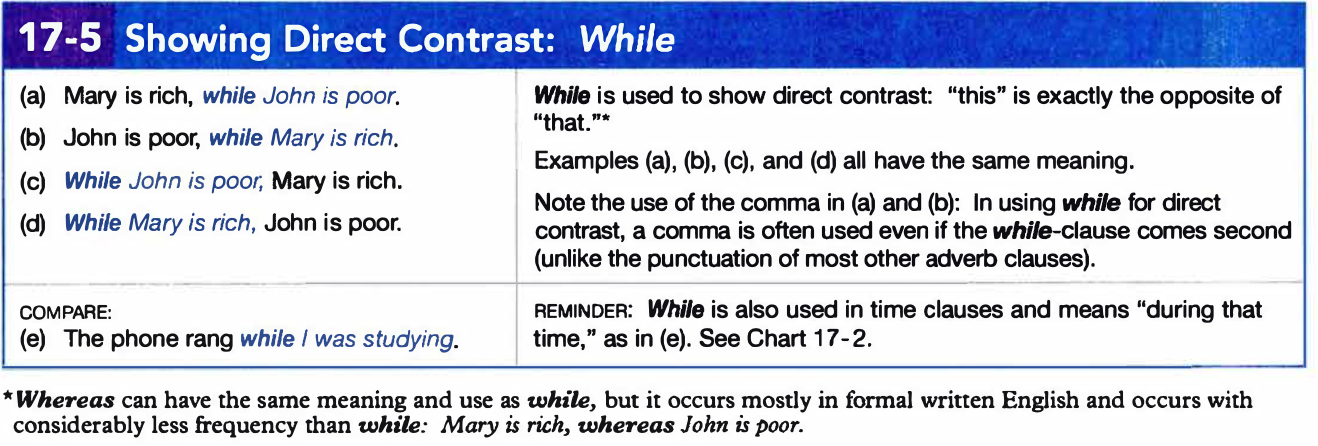 17-5 Showing Direct Contrast: While
(a) Mary is rich, while John is poor.
(b) John is poor, while Mary is rich.
(c) While John is poor, Mary is rich.
(d) While Mary is rich, John is poor.
While is used to show direct contrast: “this” is exactly the opposite of
“that.”*
Examples (a), (b), (c), and (d) all have the same meaning.
Note the use of the comma in (a) and (b): In using while for direct
contrast, a comma is often used even if the while-clause comes second
(unlike the punctuation of most other adverb clauses).
COMPARE:
(e) The phone rang while I was studying.
REMINDER: While is also used in time clauses and means “during that
time,” as in (e). See Chart 17-2.
*Whereas can have the same meaning and use as while, but it occurs mostly in formal written English and occurs with
considerably less frequency than while: Mary is rich, whereas John is poor.